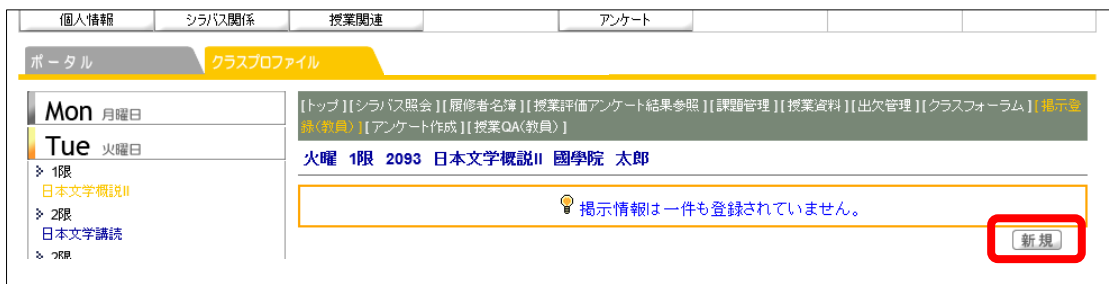 個人情報 シラバス関係 授業関連 アンケート
ポータル クラスプロファイル
Mon 月曜日
Tue 火曜日
1限
日本文学概説II
2限
日本文学講読
2限
[トップ][シラバス照会][履修者名簿][授業評価アンケート結果参照][課題管理][授業資料][出欠管理][クラスフォーラム][掲示登
録(教員)][アンケート作成][授業QA(教員)]
火曜 1限 2093 日本文学概説II 國學院 太郎
掲示情報は一件も登録されていません。
新規